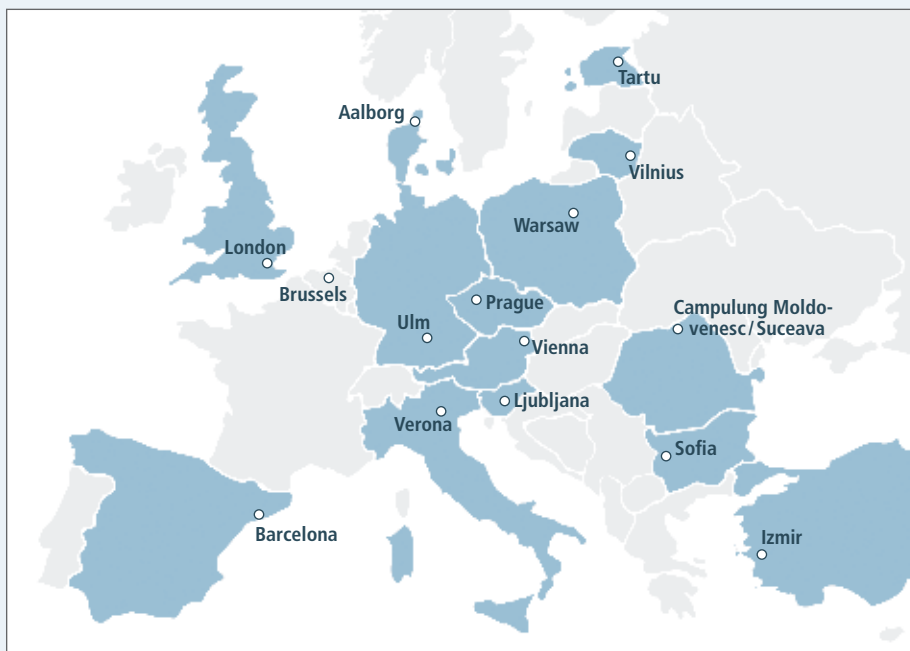 Tartu
Aalborg
Vilnius
Warsaw
London
Brussels
Prague
Campulung Moldo-
venesc/Suceava
Ulm
Vienna
Ljubljana
Verona
Sofia
Barcelona
Izmir